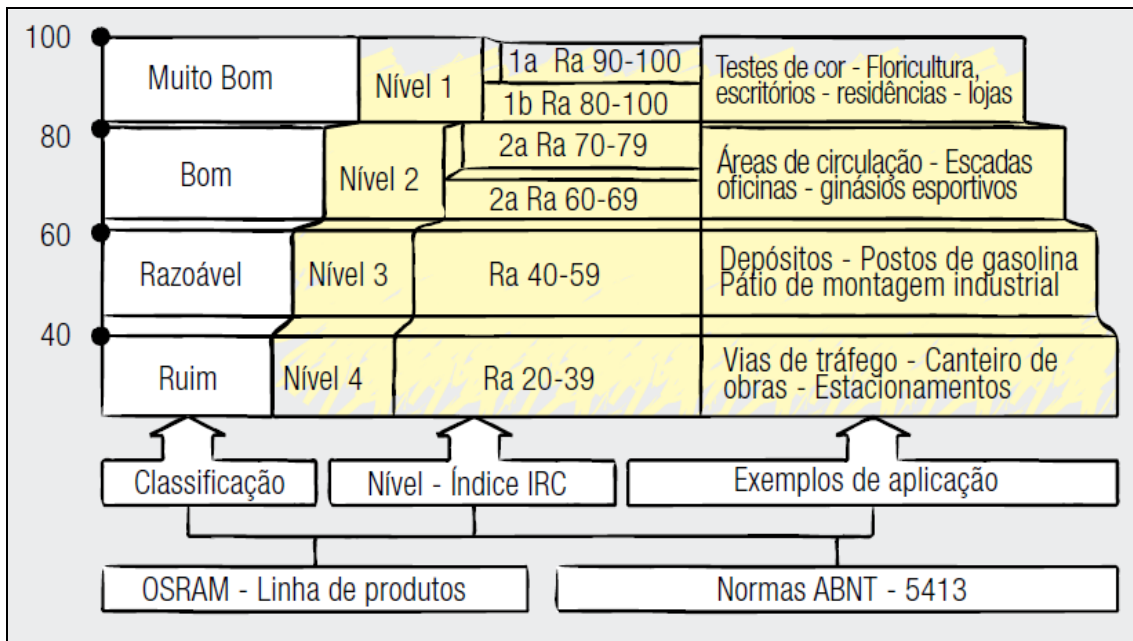 100
Muito Bom
Nível 1
1a Ra 90-100
1b Ra 80-100
Testes de cor - Floricultura,
escritórios - residências - lojas
80
Bom
Nível 2
2a Ra 70-79
2a Ra 60-69
Áreas de circulação - Escadas
oficinas - ginásios esportivos
60
Razoável
Nível 3
Ra 40-59
Depósitos - Postos de gasolina
Pátio de montagem industrial
40
Ruim
Nível 4
Ra 20-39
Vias de tráfego - Canteiro de
obras - Estacionamentos
Classificação
Nível - Índice IRC
Exemplos de aplicação
OSRAM - Linha de produtos
Normas ABNT - 5413